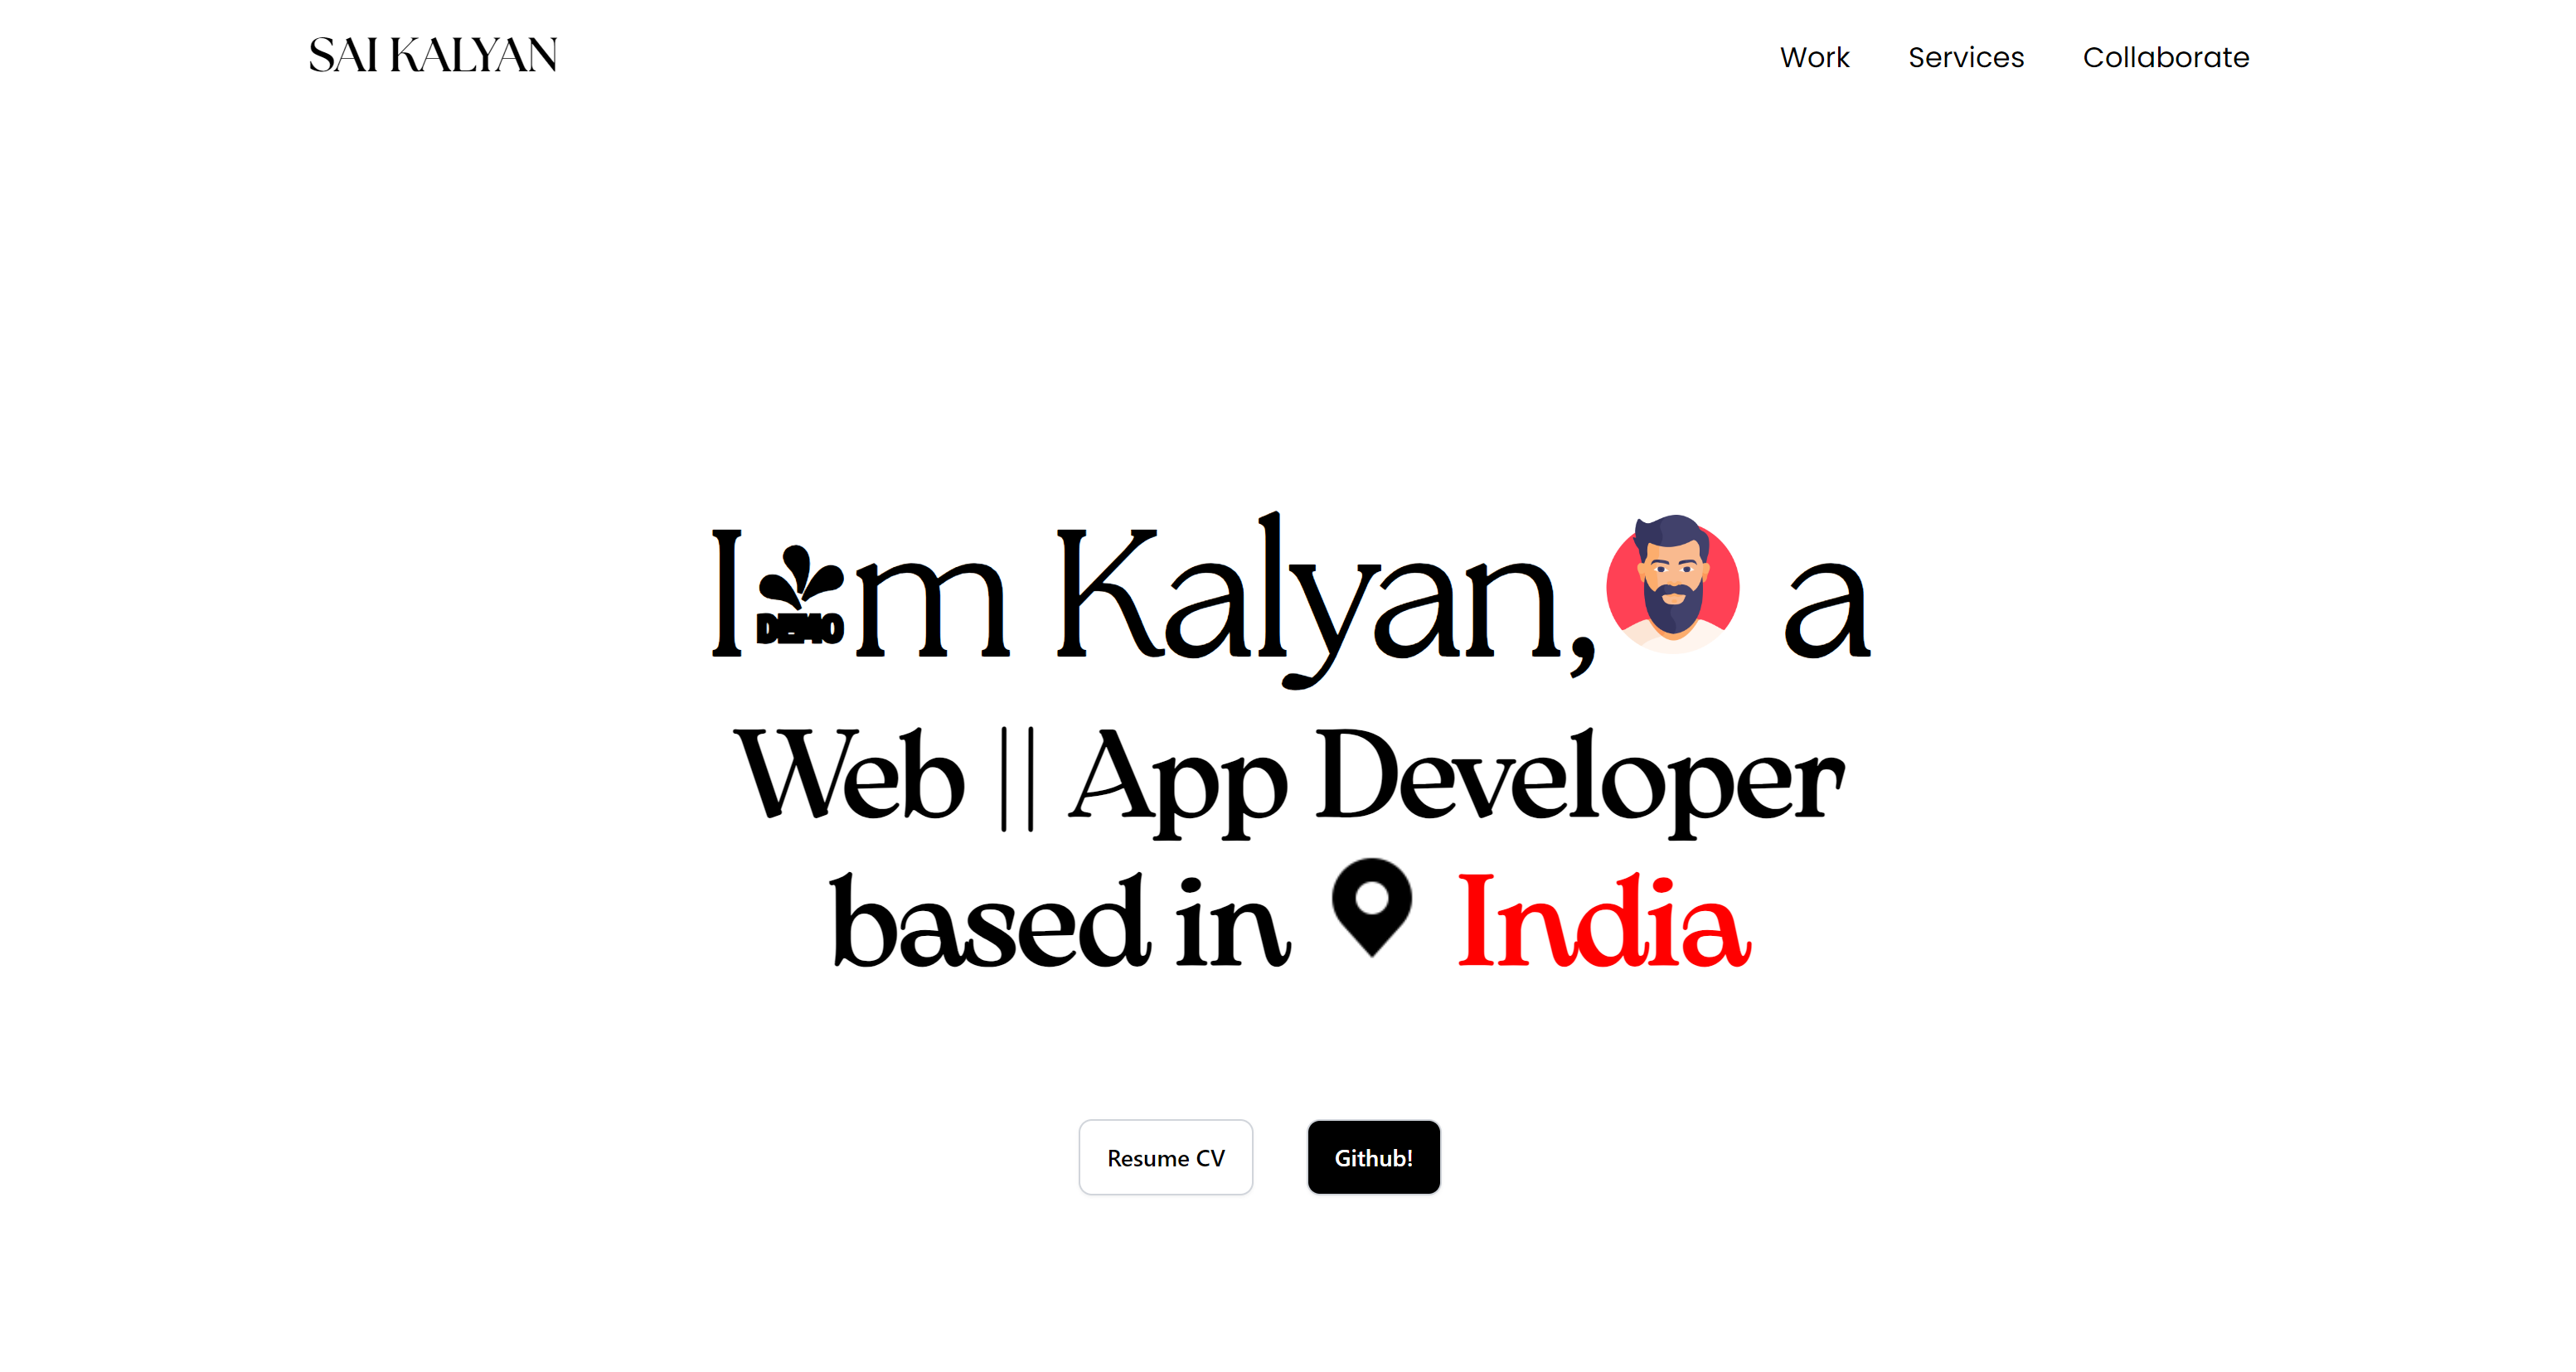 SAI KALYAN
Work Services Collaborate
I DEMO m Kalyan, a
Web || App Developer
based in India
Resume CV Github!